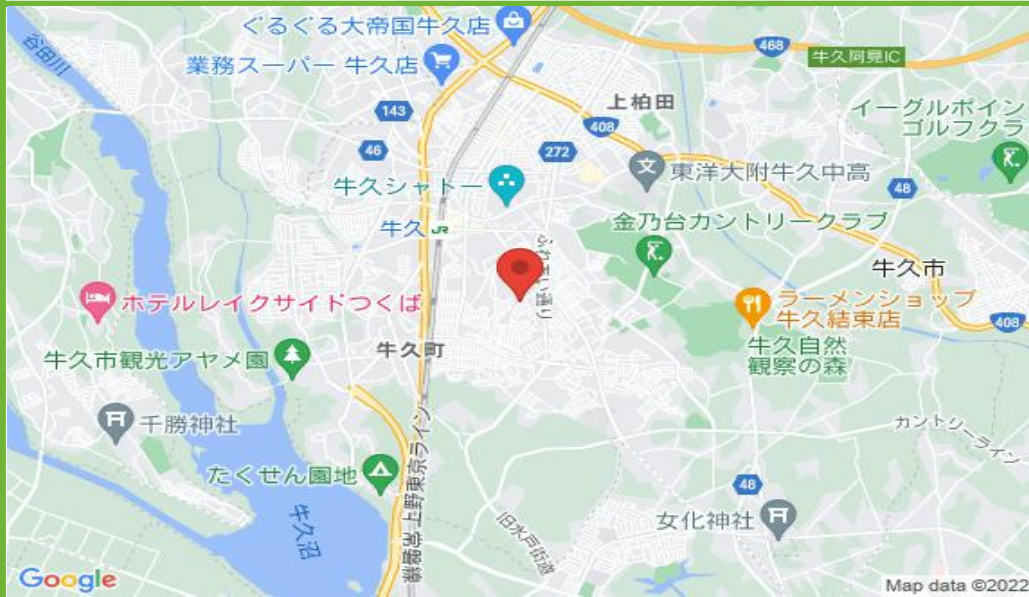 ぐるぐる大帝国牛久店
谷田川
業務スーパー 牛久店
468
牛久阿見IC
143
上柏田
イーグルポイン
ゴルフクラ
408
46
272
東洋大附牛久中高
48
牛久シャトー
金乃台カントリークラブ
牛久 JR
ふれあい通り
牛久市
ホテルレイクサイドつくば
ラーメンショップ
牛久結束店
408
牛久町
牛久自然
観察の森
牛久市観光アヤメ園
千勝神社
カントリーライン
たくせん園地
上野東京ライン
48
女化神社
旧水戸街道
牛久沼
Google
Map data ©2022